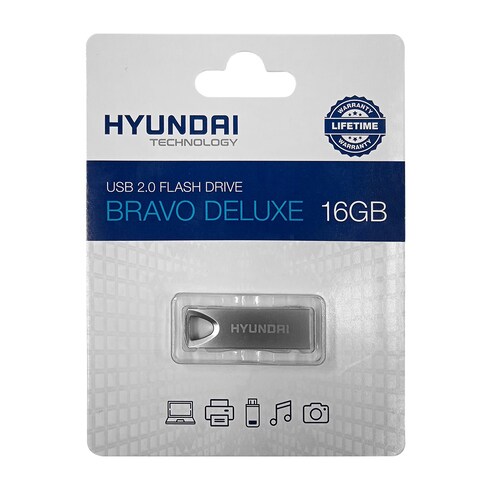 HYUNDAI
TECHNOLOGY
WARRANTY
LIFETIME
WARRANTY
USB 2.0 FLASH DRIVE
BRAVO DELUXE 16GB
HYUNDAI